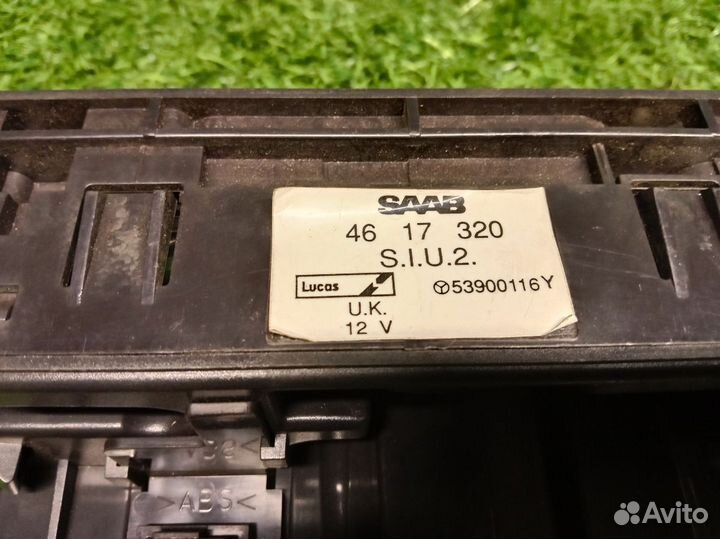 SAAB
46 17 320
S.I.U.2.
Lucas
53900116Y
U.K.
12 V
>ABS<
Avito